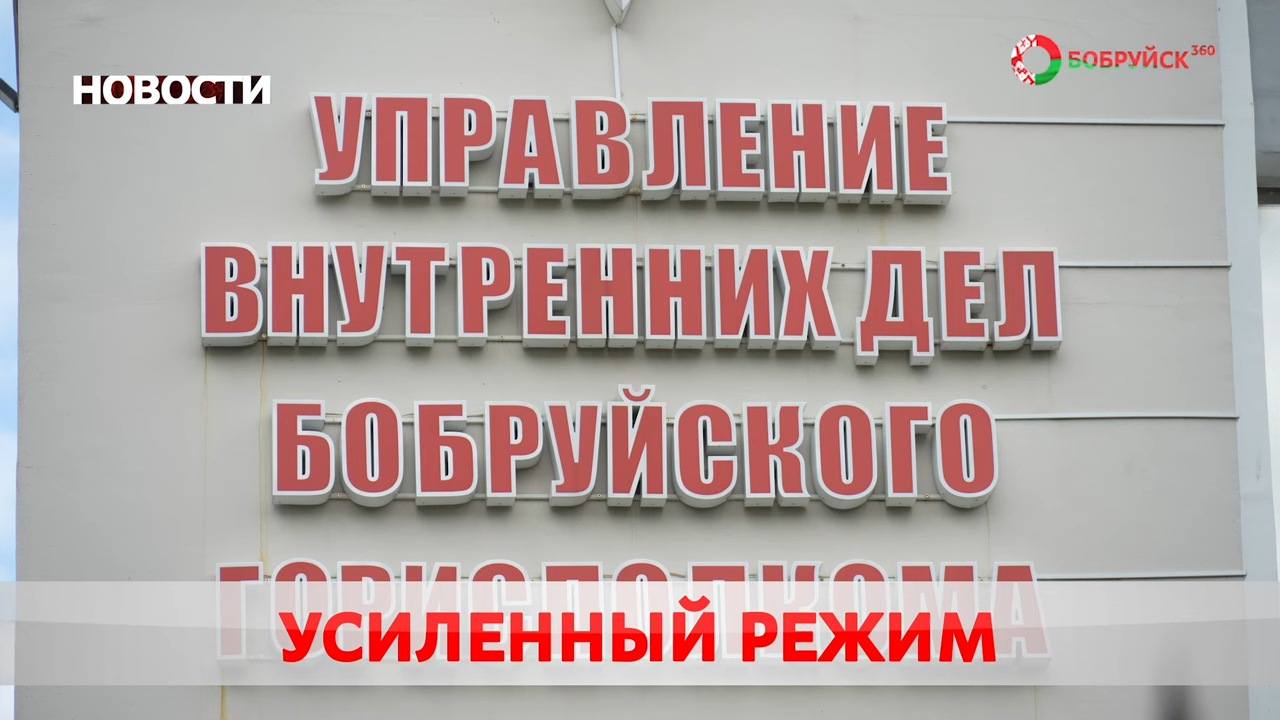 НОВОСТИ
БОБРУЙСК 360
УПРАВЛЕНИЕ
ВНУТРЕННИХ ДЕЛ
БОБРУЙСКОГО
ГОРИСПОЛКОМА
УСИЛЕННЫЙ РЕЖИМ